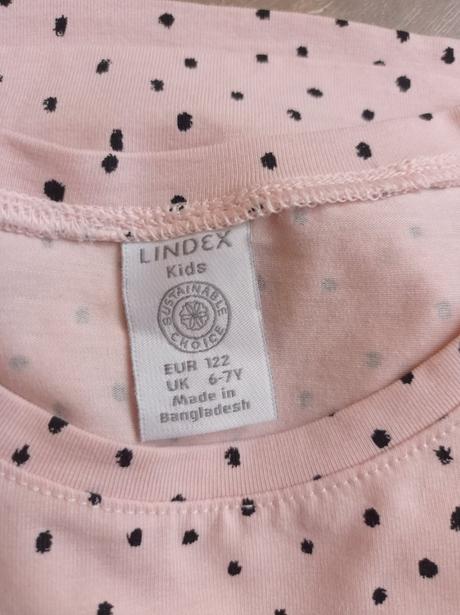 LINDEX
Kids
SUSTAINABLE
CHOICE
EUR 122
UK 6-7Y
Made in
Bangladesh